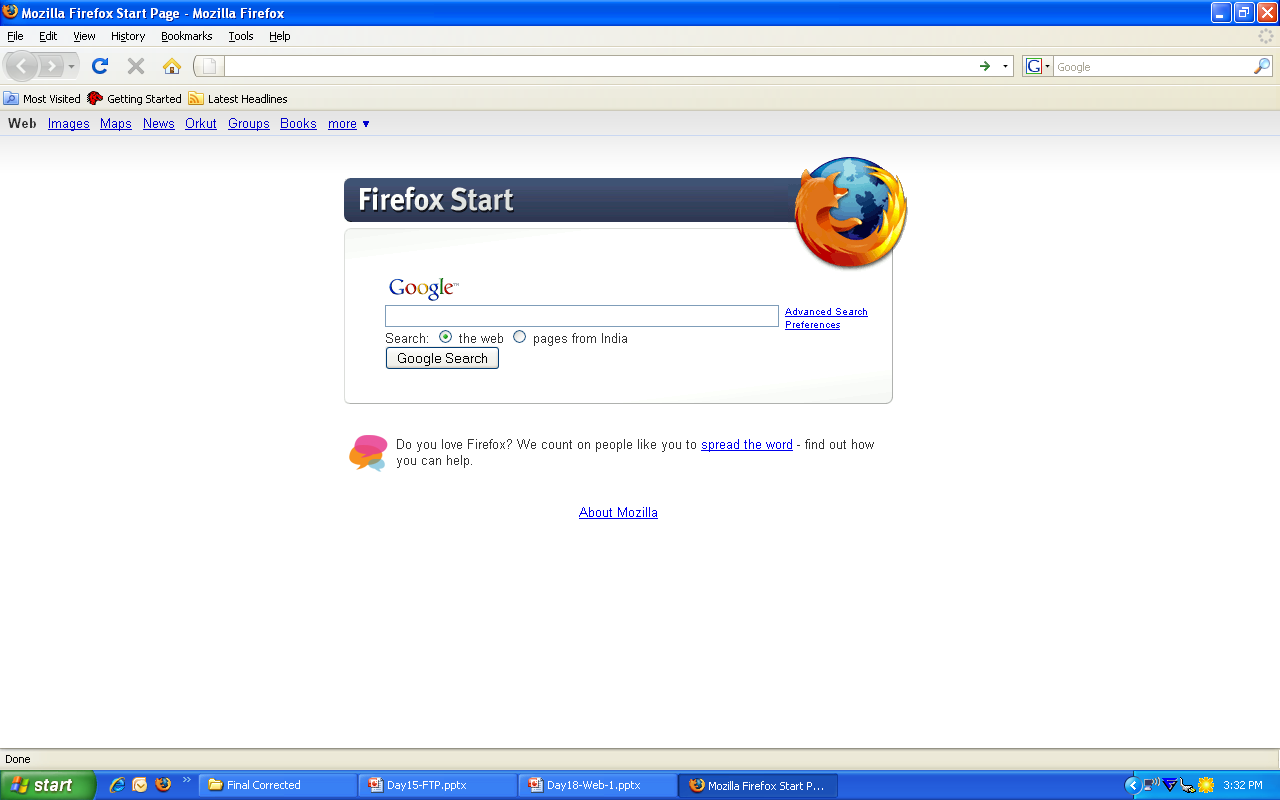 Mozilla Firefox Start Page - Mozilla Firefox
File Edit View History Bookmarks Tools Help
G Google
Most Visited Getting Started Latest Headlines
Web Images Maps News Orkut Groups Books more ▼
Firefox Start
Google™
Advanced Search
Preferences
Search: the web pages from India
Google Search
Do you love Firefox? We count on people like you to spread the word - find out how
you can help.
About Mozilla
Done
start Final Corrected Day15-FTP.pptx Day18-Web-1.pptx Mozilla Firefox Start P... 3:32 PM